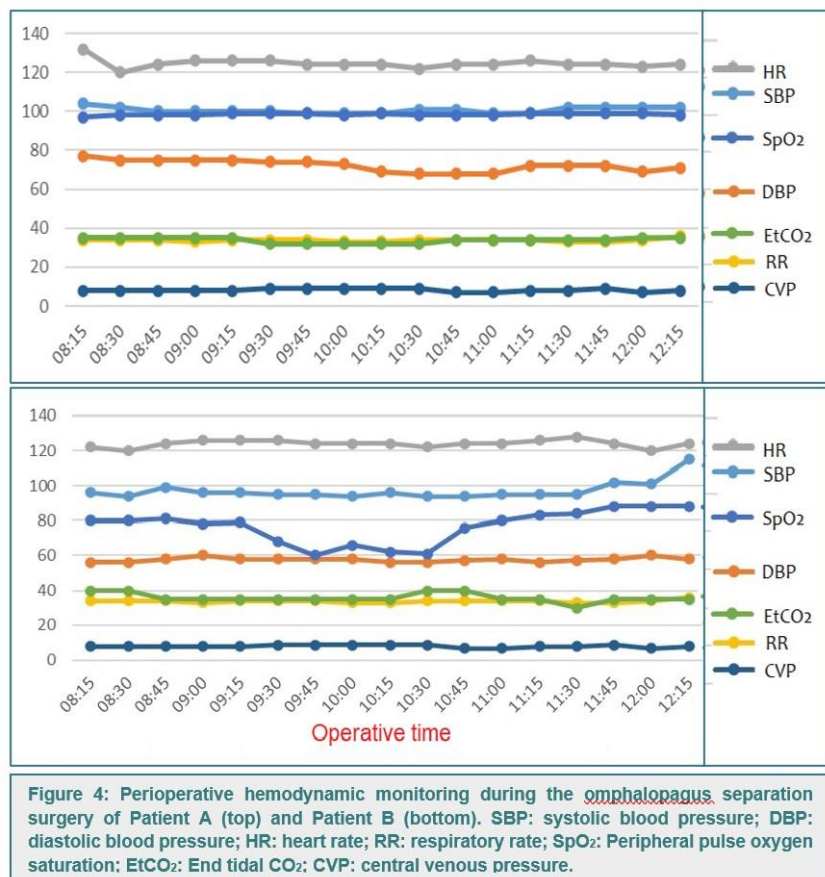 140
120
100
80
60
40
20
0
HR
SBP
SpO₂
DBP
EtCO₂
RR
CVP
08:15 08:30 08:45 09:00 09:15 09:30 09:45 10:00 10:15 10:30 10:45 11:00 11:15 11:30 11:45 12:00 12:15
140
120
100
80
60
40
20
0
HR
SBP
SpO₂
DBP
EtCO₂
RR
CVP
08:15 08:30 08:45 09:00 09:15 09:30 09:45 10:00 10:15 10:30 10:45 11:00 11:15 11:30 11:45 12:00 12:15
Operative time
Figure 4: Perioperative hemodynamic monitoring during the omphalopagus separation
surgery of Patient A (top) and Patient B (bottom). SBP: systolic blood pressure; DBP:
diastolic blood pressure; HR: heart rate; RR: respiratory rate; SpO₂: Peripheral pulse oxygen
saturation; EtCO₂: End tidal CO₂; CVP: central venous pressure.